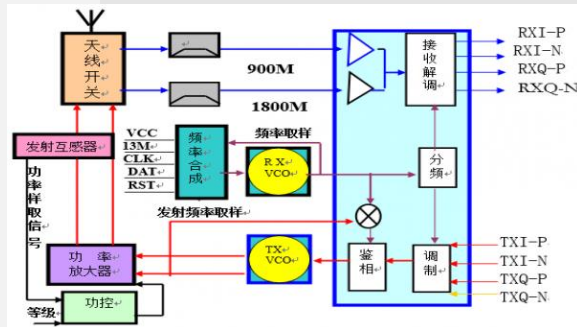 天线开关
900M
1800M
接收解调
RXI-P
RXI-N
RXQ-P
RXQ-N
发射互感器
VCC
13M
CLK
DAT
RST
频率合成
频率取样
RX
VCO
分频
功率样取信号
发射频率取样
功率
放大器
TX
VCO
鉴相
调制
TXI-P
TXI-N
TXQ-P
TXQ-N
功控
等级